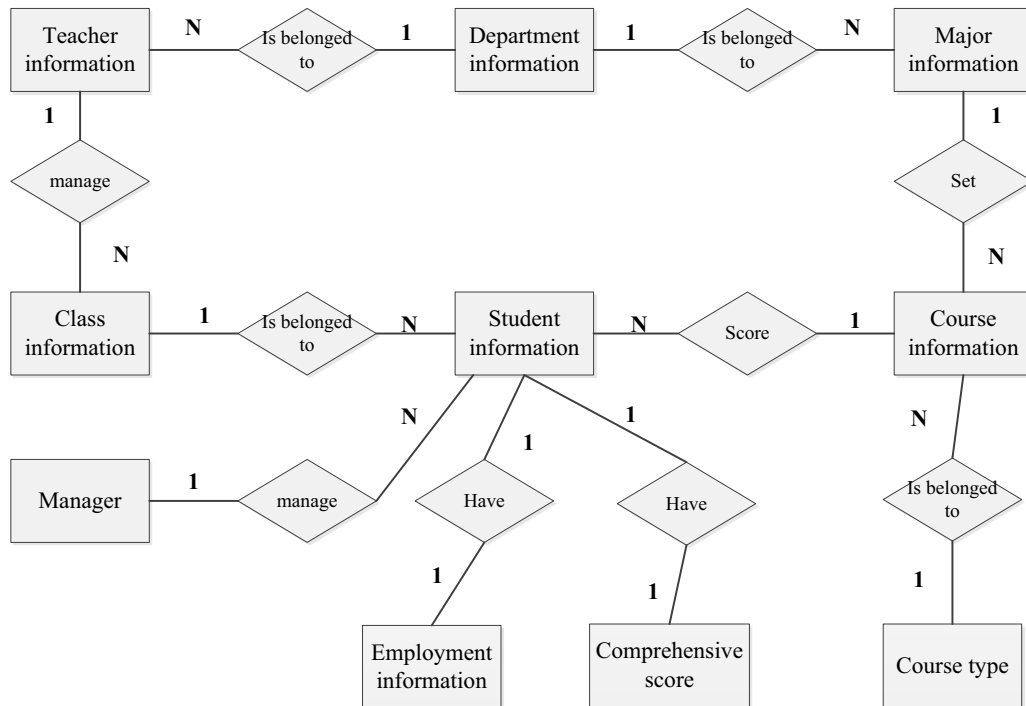 Teacher
information
N
Is belonged
to
1
Department
information
1
Is belonged
to
N
Major
information
1
manage
N
1
Set
N
Class
information
1
Is belonged
to
N
Student
information
N
Score
1
Course
information
Manager
1
manage
N
1
Have
1
Employment
information
1
Have
1
Comprehensive
score
N
Is belonged
to
1
Course type